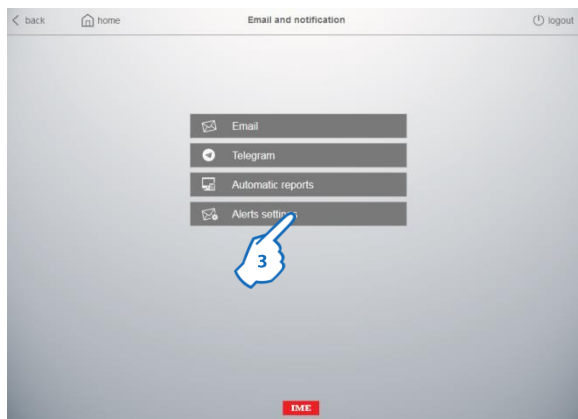 back home Email and notification logout
Email
Telegram
Automatic reports
Alerts settings
3
IME